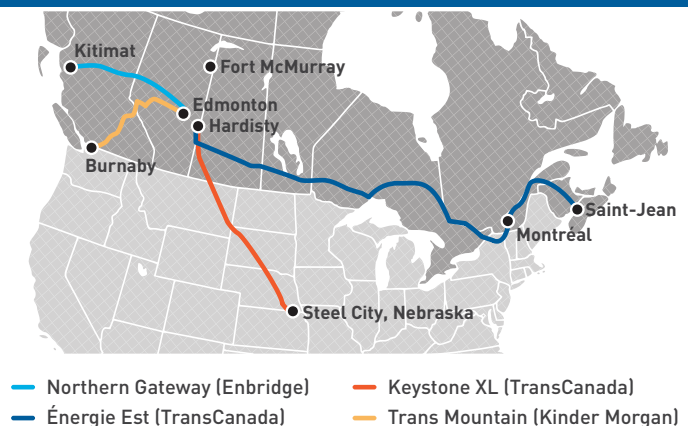 Kitimat
Fort McMurray
Edmonton
Hardisty
Burnaby
Saint-Jean
Montréal
Steel City, Nebraska
Northern Gateway (Enbridge)
Keystone XL (TransCanada)
Énergie Est (TransCanada)
Trans Mountain (Kinder Morgan)